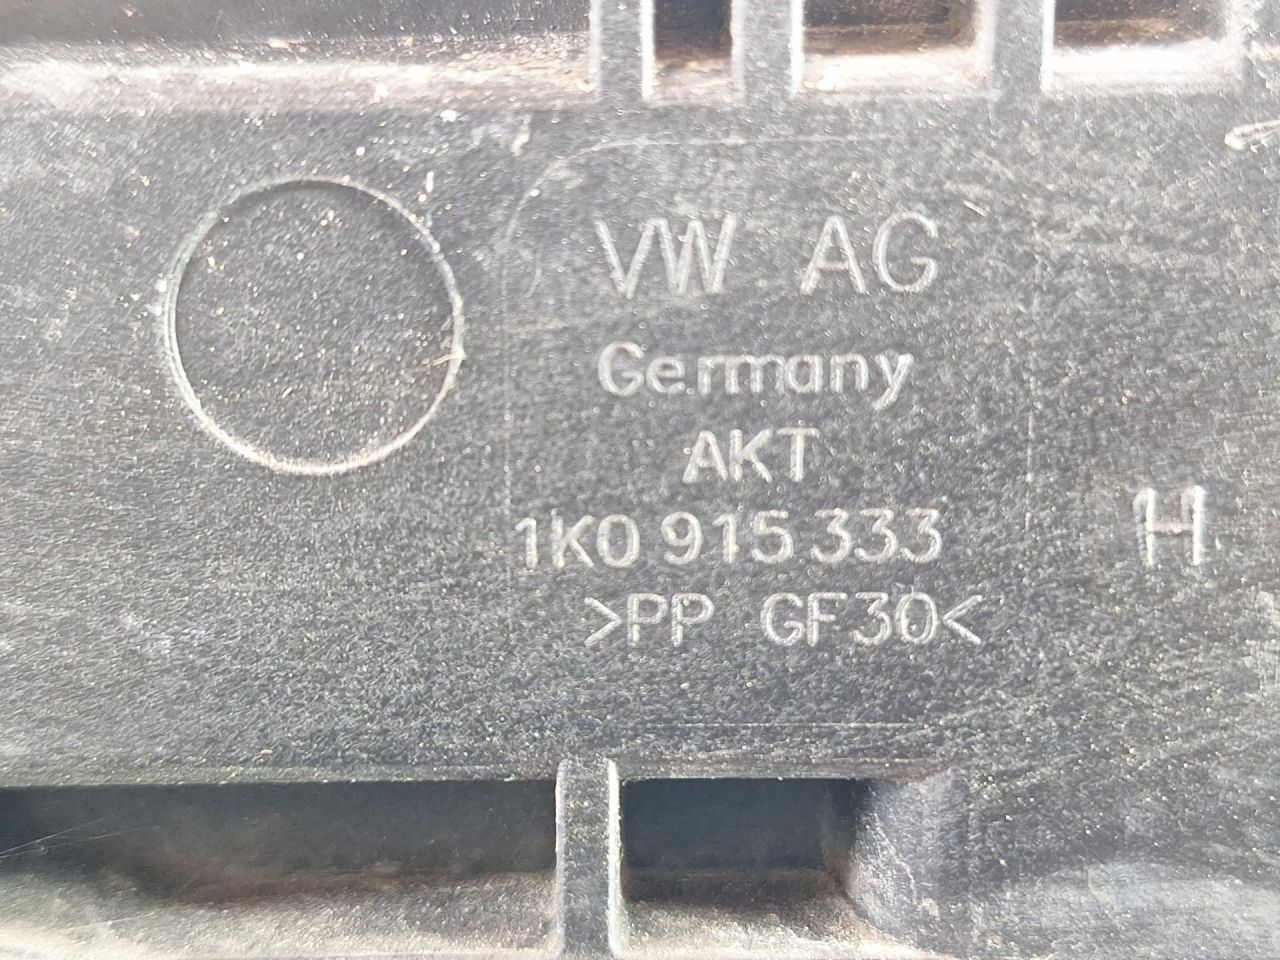 VW AG
Germany
AKT
1K0 915 333
>PP GF30<
H